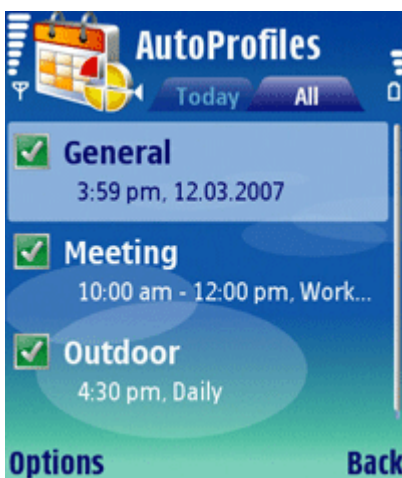 AutoProfiles
Today All
General
3:59 pm, 12.03.2007
Meeting
10:00 am - 12:00 pm, Work...
Outdoor
4:30 pm, Daily
Options Back